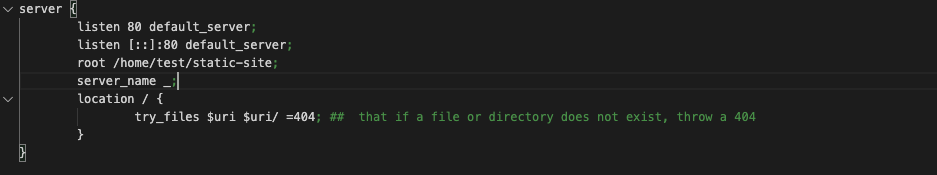 server {
listen 80 default_server;
listen [::]:80 default_server;
root /home/test/static-site;
server_name _;
location / {
try_files $uri $uri/ =404; ##  that if a file or directory does not exist, throw a 404
}
}